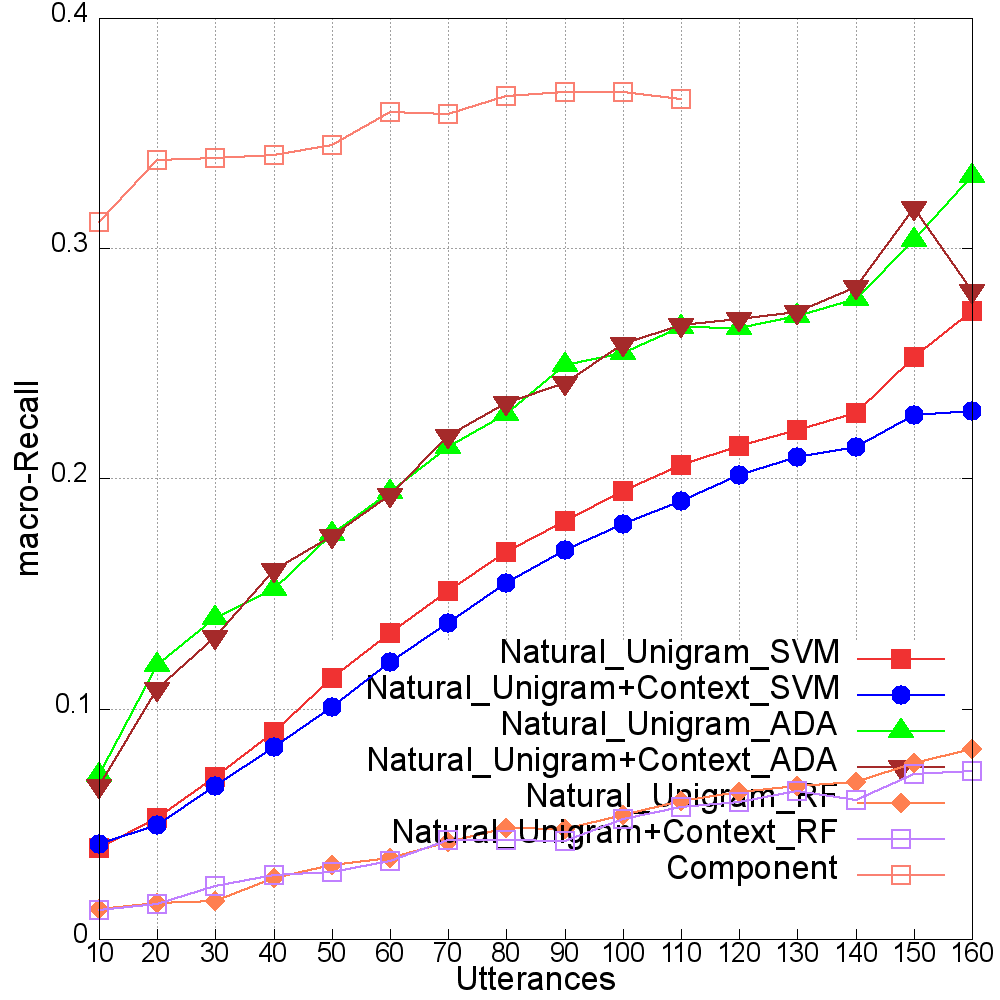 0.4
0.3
0.2
0.1
0
macro-Recall
Natural_Unigram_SVM
Natural_Unigram+Context_SVM
Natural_Unigram_ADA
Natural_Unigram+Context_ADA
Natural_Unigram_RF
Natural_Unigram+Context_RF
Component
10 20 30 40 50 60 70 80 90 100 110 120 130 140 150 160
Utterances